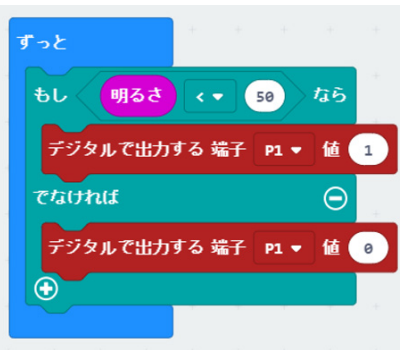 ずっと
もし 明るさ < 50 なら
デジタルで出力する 端子 P1 値 1
でなければ
デジタルで出力する 端子 P1 値 0